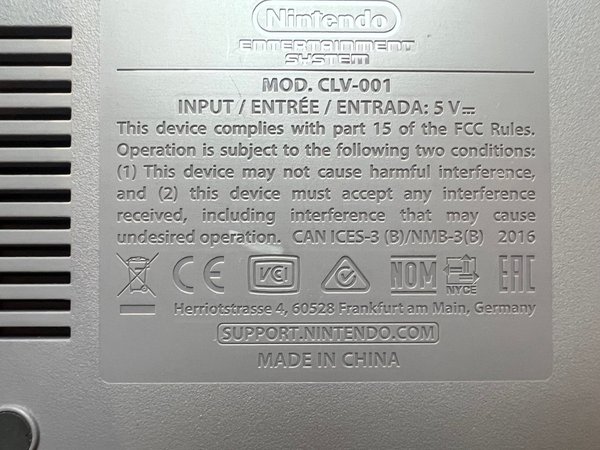 Nintendo
ENTERTAINMENT
SYSTEM
MOD. CLV-001
INPUT / ENTRÉE / ENTRADA: 5 V⎓
This device complies with part 15 of the FCC Rules.
Operation is subject to the following two conditions:
(1) This device may not cause harmful interference,
and (2) this device must accept any interference
received, including interference that may cause
undesired operation. CAN ICES-3 (B)/NMB-3(B) 2016
CE VCI NOM NYCE EAC
Herriotstrasse 4, 60528 Frankfurt am Main, Germany
SUPPORT.NINTENDO.COM
MADE IN CHINA